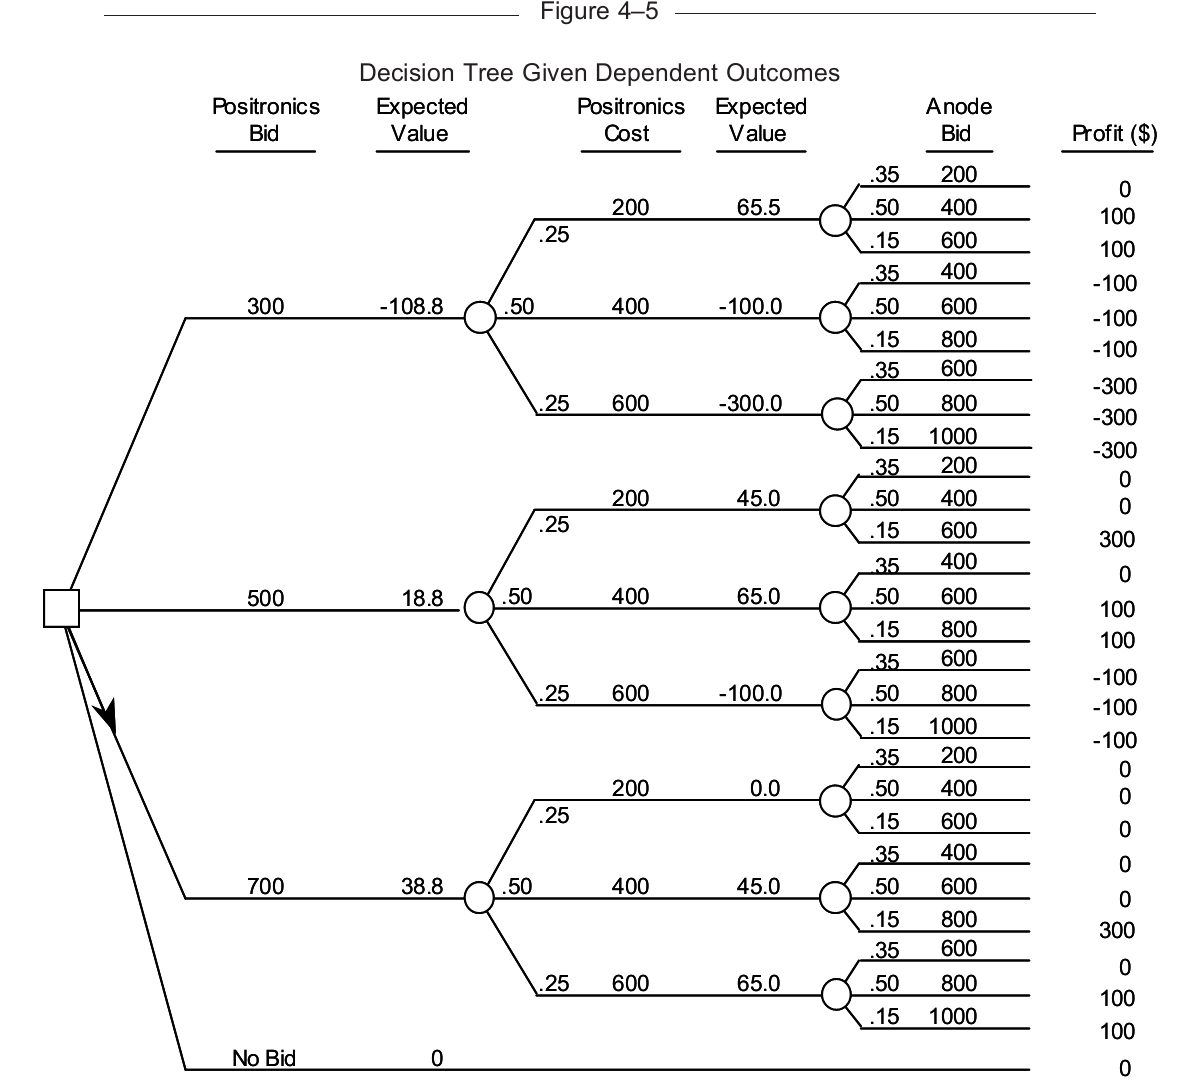 Figure 4–5
Decision Tree Given Dependent Outcomes
Positronics Expected Positronics Expected Anode
Bid Value Cost Value Bid Profit ($)
.35 200 0
200 65.5 .50 400 100
.25 .15 600 100
.35 400 -100
300 -108.8 .50 400 -100.0 .50 600 -100
.15 800 -100
.35 600 -300
.25 600 -300.0 .50 800 -300
.15 1000 -300
.35 200 0
200 45.0 .50 400 0
.25 .15 600 300
.35 400 0
500 18.8 .50 400 65.0 .50 600 100
.15 800 100
.35 600 -100
.25 600 -100.0 .50 800 -100
.15 1000 -100
.35 200 0
200 0.0 .50 400 0
.25 .15 600 0
.35 400 0
700 38.8 .50 400 45.0 .50 600 0
.15 800 300
.35 600 0
.25 600 65.0 .50 800 100
.15 1000 100
No Bid 0 0